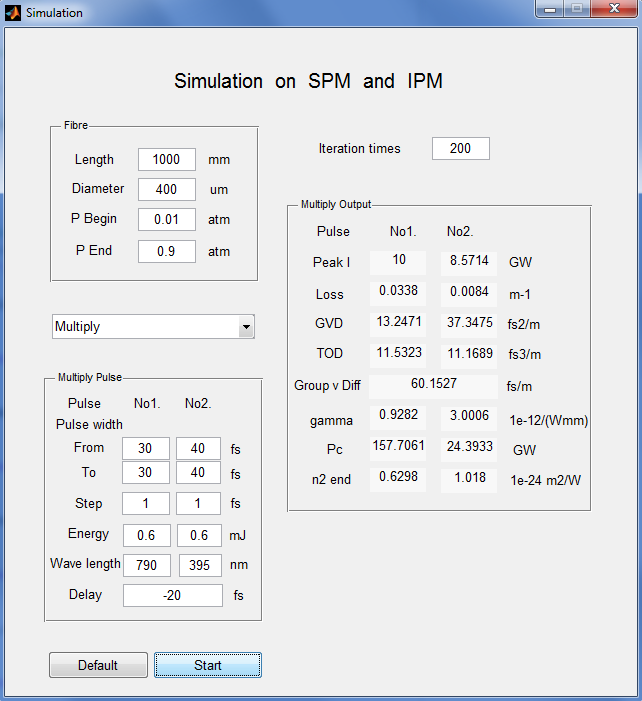 Simulation
Simulation on SPM and IPM
Fibre
Length 1000 mm
Diameter 400 um
P Begin 0.01 atm
P End 0.9 atm
Iteration times 200
Multiply
Multiply Pulse
Pulse No1. No2.
Pulse width
From 30 40 fs
To 30 40 fs
Step 1 1 fs
Energy 0.6 0.6 mJ
Wave length 790 395 nm
Delay -20 fs
Multiply Output
Pulse No1. No2.
Peak I 10 8.5714 GW
Loss 0.0338 0.0084 m-1
GVD 13.2471 37.3475 fs2/m
TOD 11.5323 11.1689 fs3/m
Group v Diff 60.1527 fs/m
gamma 0.9282 3.0006 1e-12/(Wmm)
Pc 157.7061 24.3933 GW
n2 end 0.6298 1.018 1e-24 m2/W
Default Start